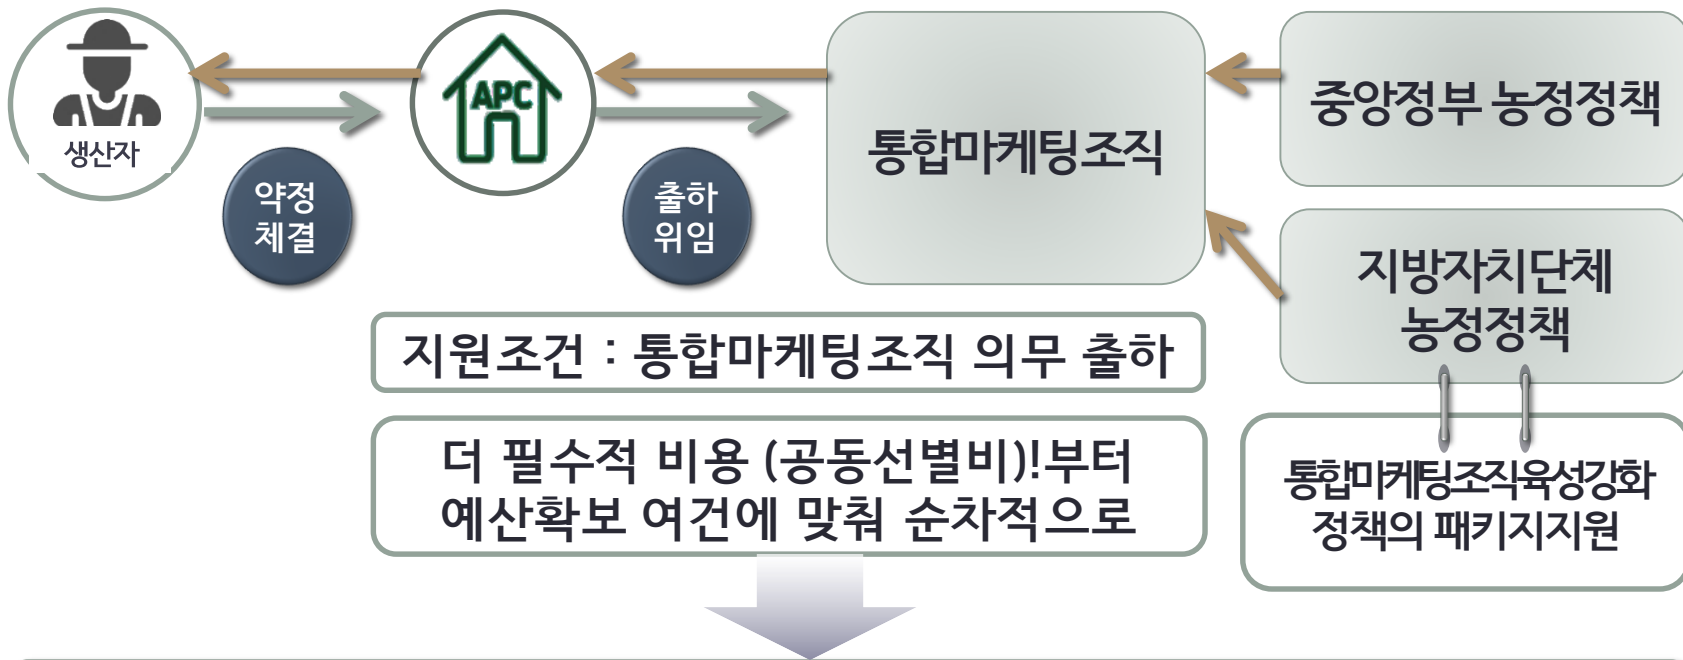 생산자
APC
약정
체결
출하
위임
통합마케팅조직
중앙정부 농정정책
지방자치단체
농정정책
지원조건 : 통합마케팅조직 의무 출하
더 필수적 비용 (공동선별비)!부터
예산확보 여건에 맞춰 순차적으로
통합마케팅조직육성강화
정책의 패키지지원